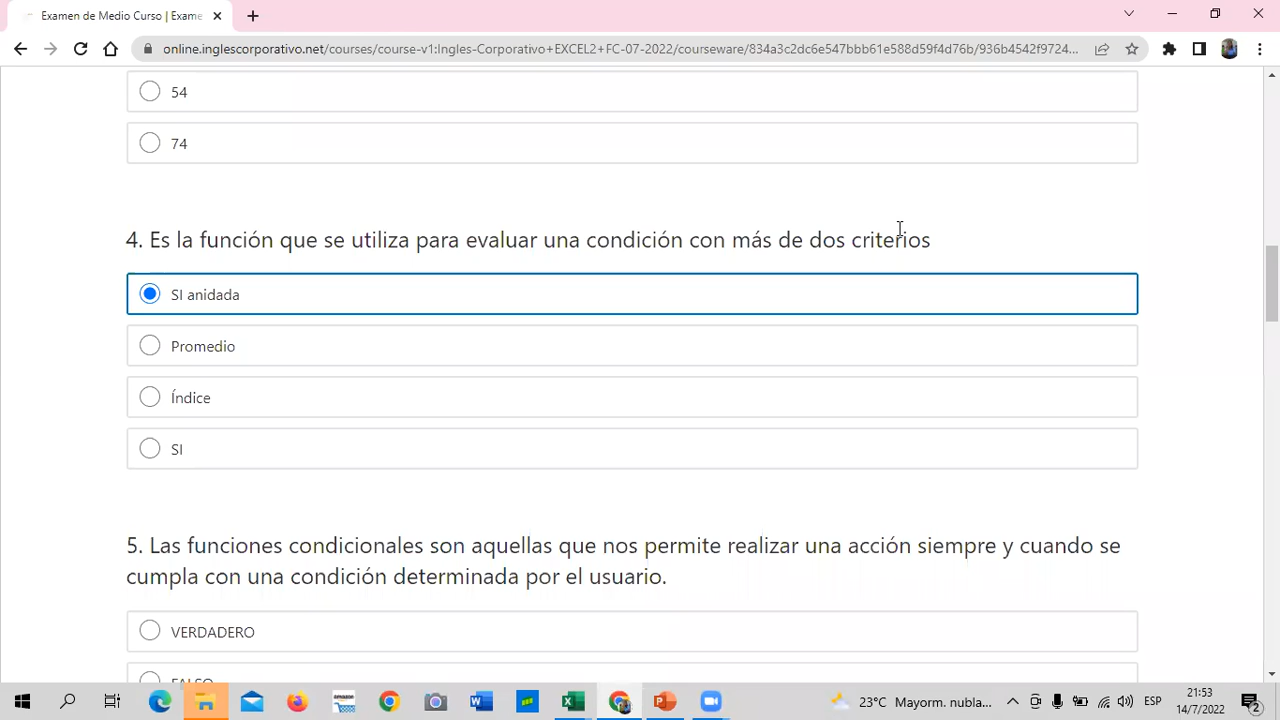 Examen de Medio Curso | Exame
online.inglescorporativo.net/courses/course-v1:Ingles-Corporativo+EXCEL2+FC-07-2022/courseware/834a3c2dc6e547bbb61e588d59f4d76b/936b4542f9724...
54
74
4. Es la función que se utiliza para evaluar una condición con más de dos criterios
SI anidada
Promedio
Índice
SI
5. Las funciones condicionales son aquellas que nos permite realizar una acción siempre y cuando se
cumpla con una condición determinada por el usuario.
VERDADERO
FALSO
23°C Mayorm. nubla...
ESP
21:53
14/7/2022
2